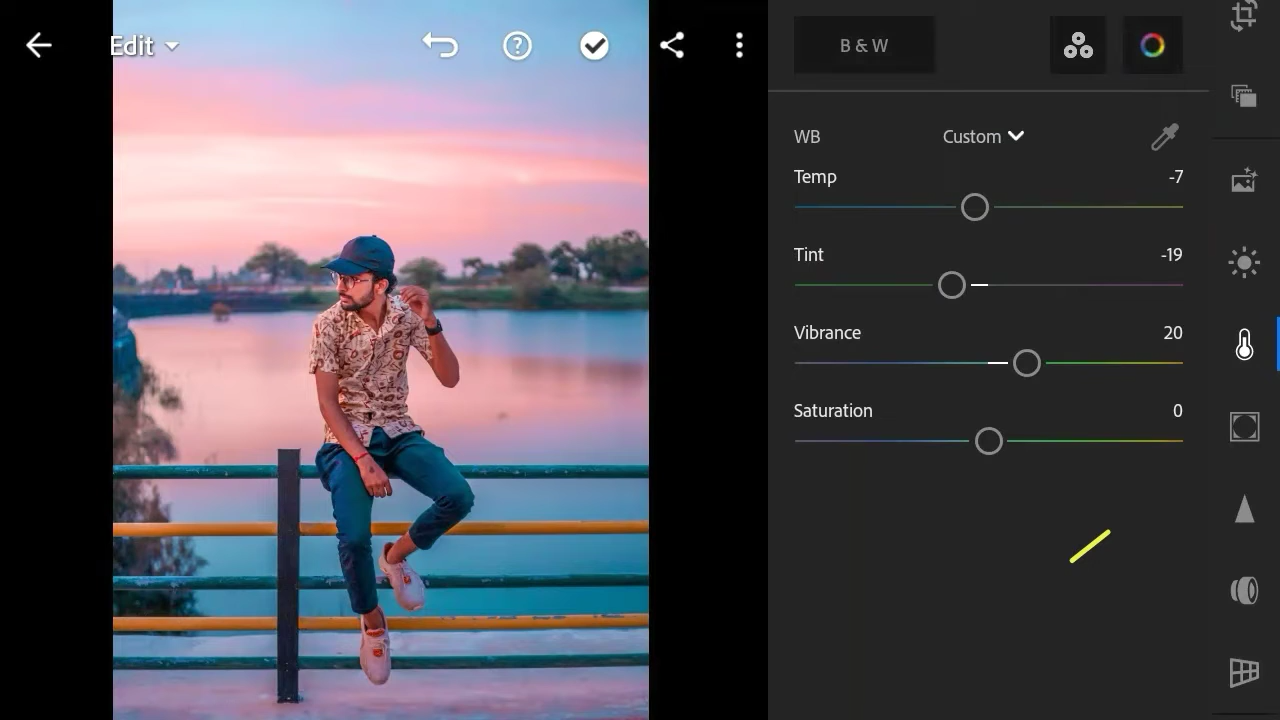 Edit
B & W
WB Custom
Temp -7
Tint -19
Vibrance 20
Saturation 0